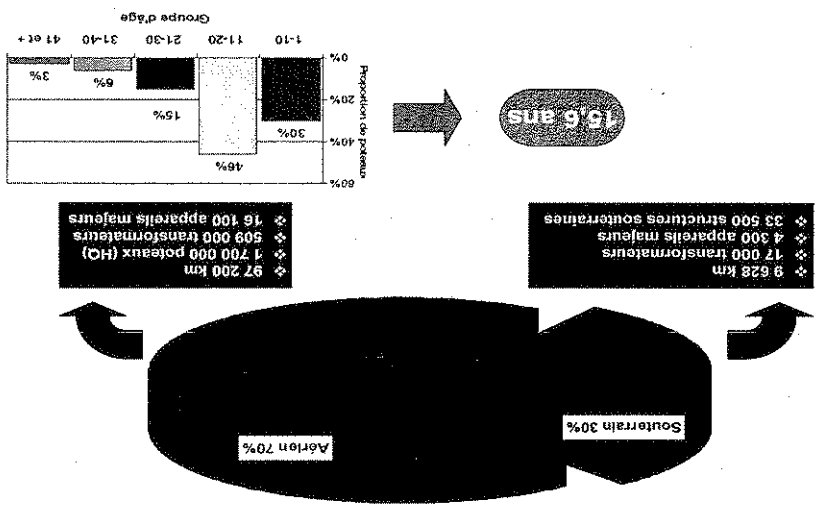 Souterrain 30%
Aérien 70%
❖ 9 628 km
❖ 17 000 transformateurs
❖ 4 300 appareils majeurs
❖ 33 500 structures souterraines
❖ 97 200 km
❖ 1 700 000 poteaux (HQ)
❖ 509 000 transformateurs
❖ 16 100 appareils majeurs
15,6 ans
Proportion de poteaux
60%
40%
20%
0%
30%
46%
15%
6%
3%
1-10
11-20
21-30
31-40
41 et +
Groupe d'âge